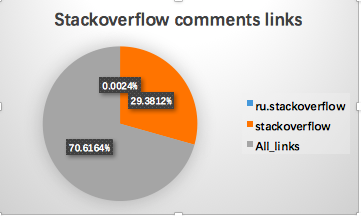 Stackoverflow comments links
0.0024%
29.3812%
70.6164%
ru.stackoverflow
stackoverflow
All_links